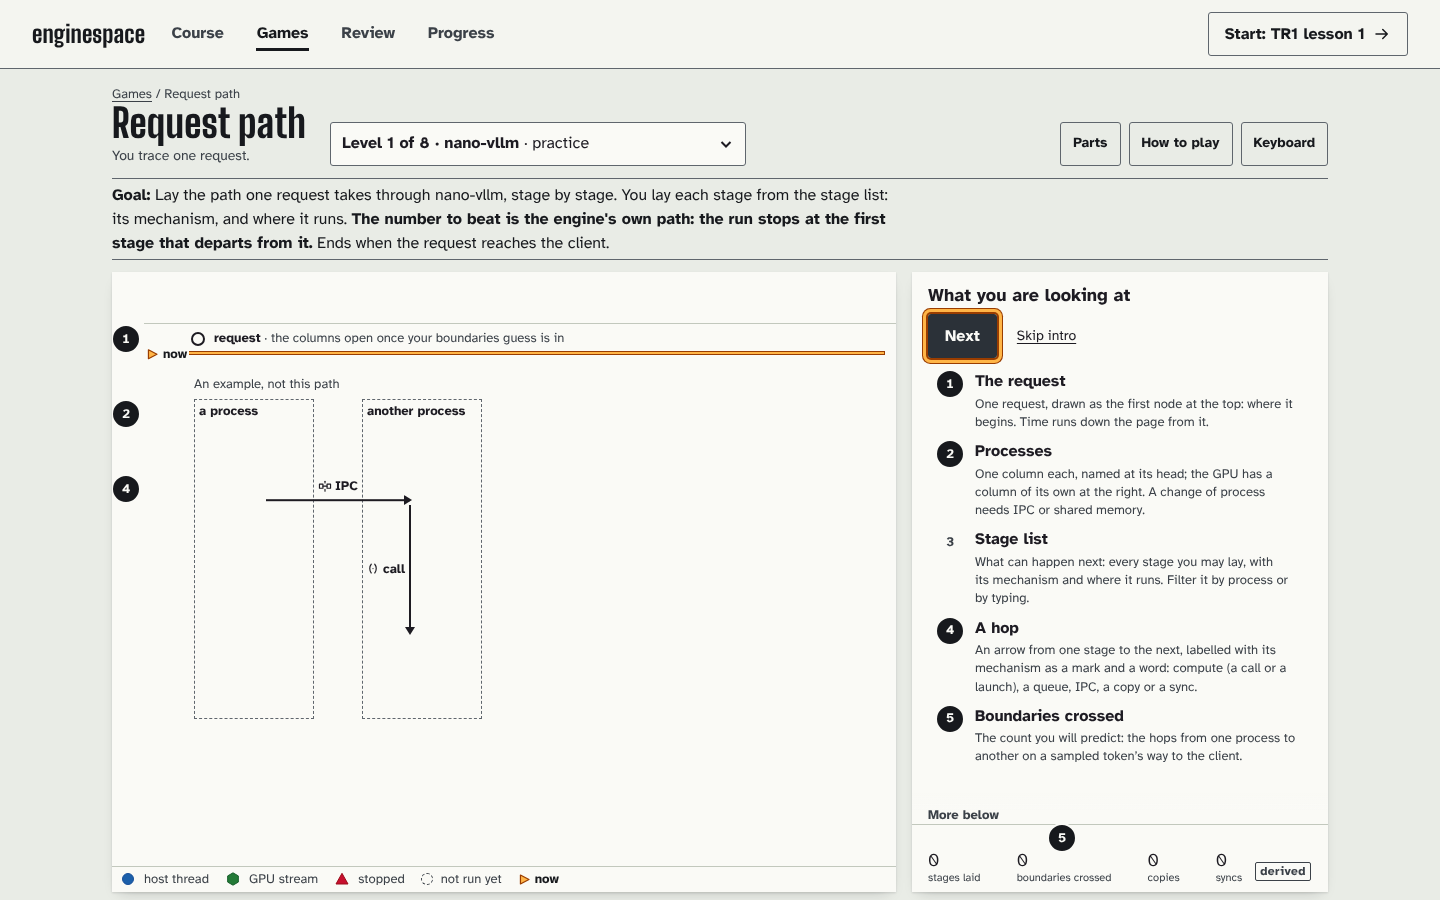 enginespace
Course
Games
Review
Progress
Start: TR1 lesson 1 →
Games / Request path
Request path
You trace one request.
Level 1 of 8 · nano-vllm · practice
Parts
How to play
Keyboard
Goal: Lay the path one request takes through nano-vllm, stage by stage. You lay each stage from the stage list:
its mechanism, and where it runs. The number to beat is the engine's own path: the run stops at the first
stage that departs from it. Ends when the request reaches the client.
1
request · the columns open once your boundaries guess is in
now
An example, not this path
2
a process
another process
4
IPC
call
host thread
GPU stream
stopped
not run yet
now
What you are looking at
Next
Skip intro
1
The request
One request, drawn as the first node at the top: where it
begins. Time runs down the page from it.
2
Processes
One column each, named at its head; the GPU has a
column of its own at the right. A change of process
needs IPC or shared memory.
3
Stage list
What can happen next: every stage you may lay, with
its mechanism and where it runs. Filter it by process or
by typing.
4
A hop
An arrow from one stage to the next, labelled with its
mechanism as a mark and a word: compute (a call or a
launch), a queue, IPC, a copy or a sync.
5
Boundaries crossed
The count you will predict: the hops from one process to
another on a sampled token's way to the client.
More below
5
0
stages laid
0
boundaries crossed
0
copies
0
syncs
derived